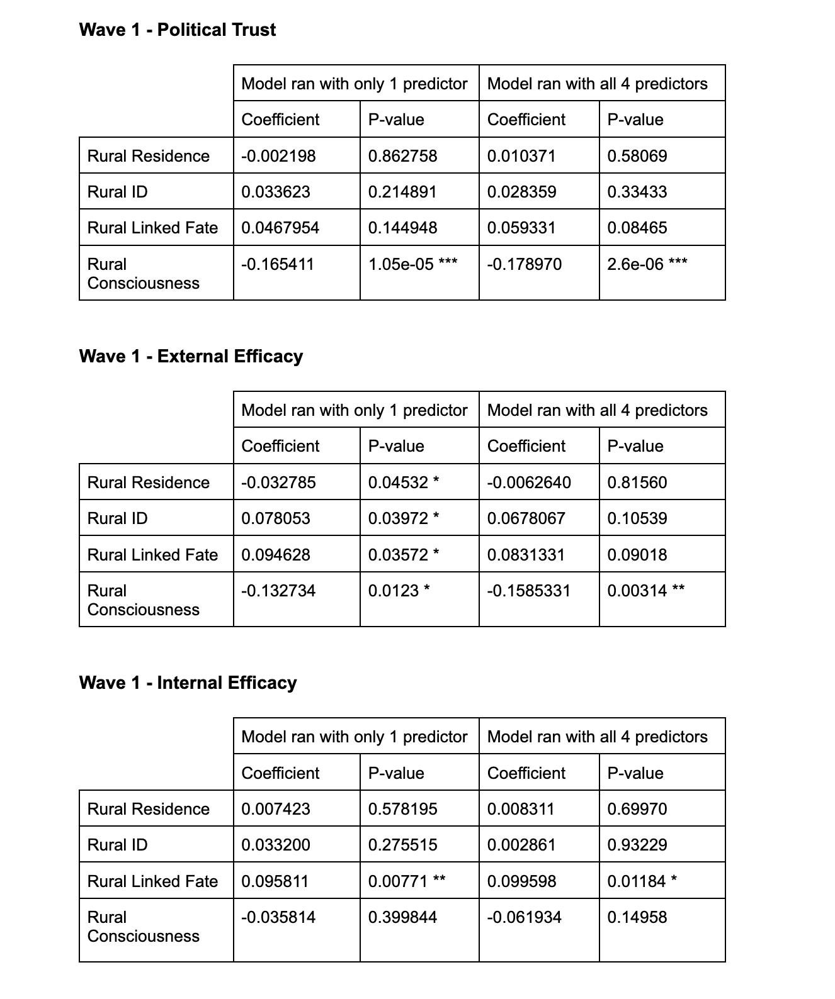 Wave 1 - Political Trust
Model ran with only 1 predictor Model ran with all 4 predictors
Coefficient P-value Coefficient P-value
Rural Residence -0.002198 0.862758 0.010371 0.58069
Rural ID 0.033623 0.214891 0.028359 0.33433
Rural Linked Fate 0.0467954 0.144948 0.059331 0.08465
Rural -0.165411 1.05e-05 *** -0.178970 2.6e-06 ***
Consciousness
Wave 1 - External Efficacy
Model ran with only 1 predictor Model ran with all 4 predictors
Coefficient P-value Coefficient P-value
Rural Residence -0.032785 0.04532 * -0.0062640 0.81560
Rural ID 0.078053 0.03972 * 0.0678067 0.10539
Rural Linked Fate 0.094628 0.03572 * 0.0831331 0.09018
Rural -0.132734 0.0123 * -0.1585331 0.00314 **
Consciousness
Wave 1 - Internal Efficacy
Model ran with only 1 predictor Model ran with all 4 predictors
Coefficient P-value Coefficient P-value
Rural Residence 0.007423 0.578195 0.008311 0.69970
Rural ID 0.033200 0.275515 0.002861 0.93229
Rural Linked Fate 0.095811 0.00771 ** 0.099598 0.01184 *
Rural -0.035814 0.399844 -0.061934 0.14958
Consciousness